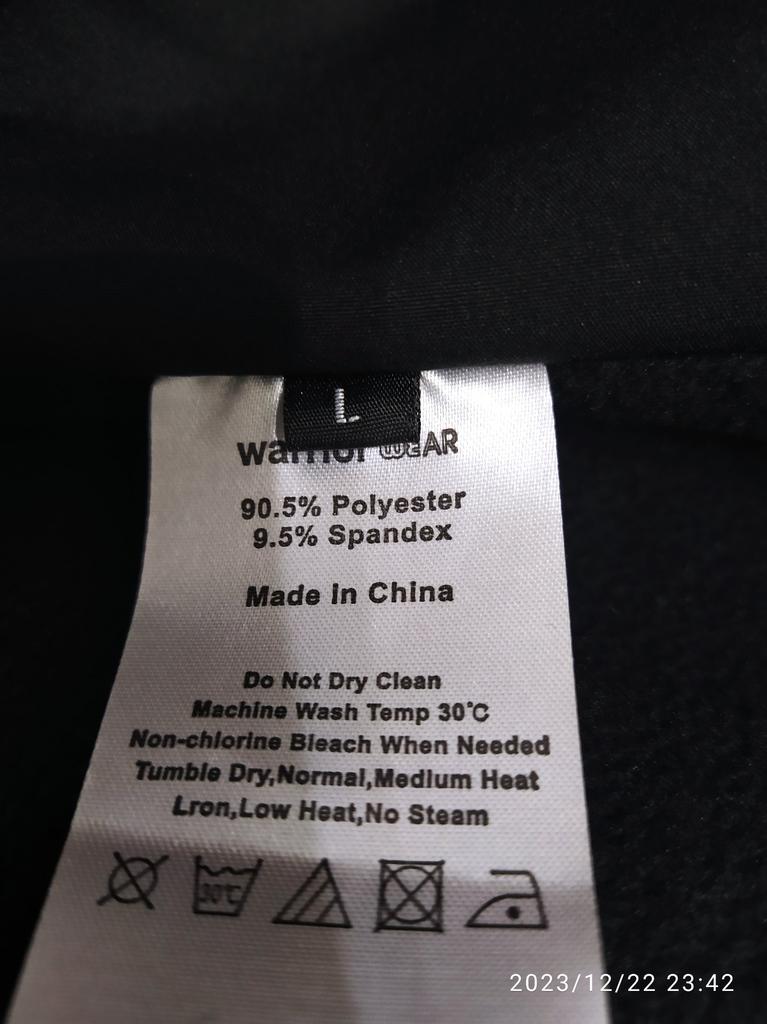 L
warrior WEAR
90.5% Polyester
9.5% Spandex
Made In China
Do Not Dry Clean
Machine Wash Temp 30°C
Non-chlorine Bleach When Needed
Tumble Dry,Normal,Medium Heat
Lron,Low Heat,No Steam
30°C
2023/12/22 23:42